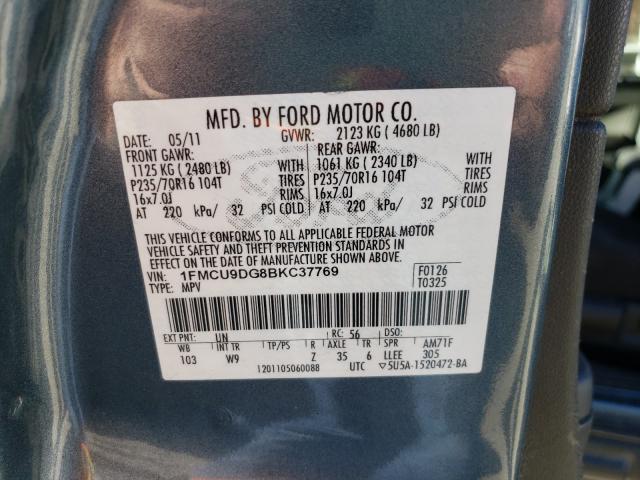 MFD. BY FORD MOTOR CO.
DATE: 05/11 GVWR: 2123 KG ( 4680 LB)
FRONT GAWR: REAR GAWR:
1125 KG ( 2480 LB) WITH 1061 KG ( 2340 LB) WITH
P235/70R16 104T TIRES P235/70R16 104T TIRES
16x7.0J RIMS 16x7.0J RIMS
AT 220 kPa/ 32 PSI COLD AT 220 kPa/ 32 PSI COLD
THIS VEHICLE CONFORMS TO ALL APPLICABLE FEDERAL MOTOR
VEHICLE SAFETY AND THEFT PREVENTION STANDARDS IN EFFECT
ON THE DATE OF MANUFACTURE SHOWN ABOVE.
VIN: 1FMCU9DG8BKC37769 F0126
TYPE: MPV T0325
EXT PNT: UN RC: 56 DSO:
WB INT TR TP/PS R AXLE TR SPR AM71F
103 W9 Z 35 6 LLEE 305
1201105060088 UTC 5U5A-1520472-BA